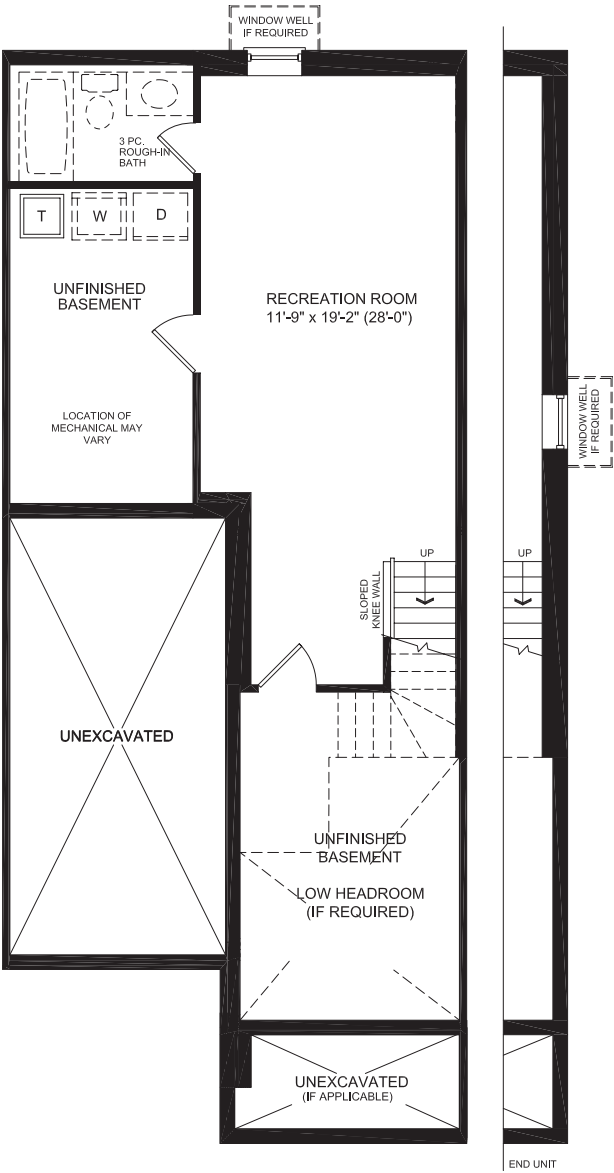 WINDOW WELL
IF REQUIRED
3 PC.
ROUGH-IN
BATH
T
W
D
UNFINISHED
BASEMENT
RECREATION ROOM
11'-9" x 19'-2" (28'-0")
LOCATION OF
MECHANICAL MAY
VARY
WINDOW WELL
IF REQUIRED
UP
UP
SLOPED
KNEE WALL
UNEXCAVATED
UNFINISHED
BASEMENT
LOW HEADROOM
(IF REQUIRED)
UNEXCAVATED
(IF APPLICABLE)
END UNIT